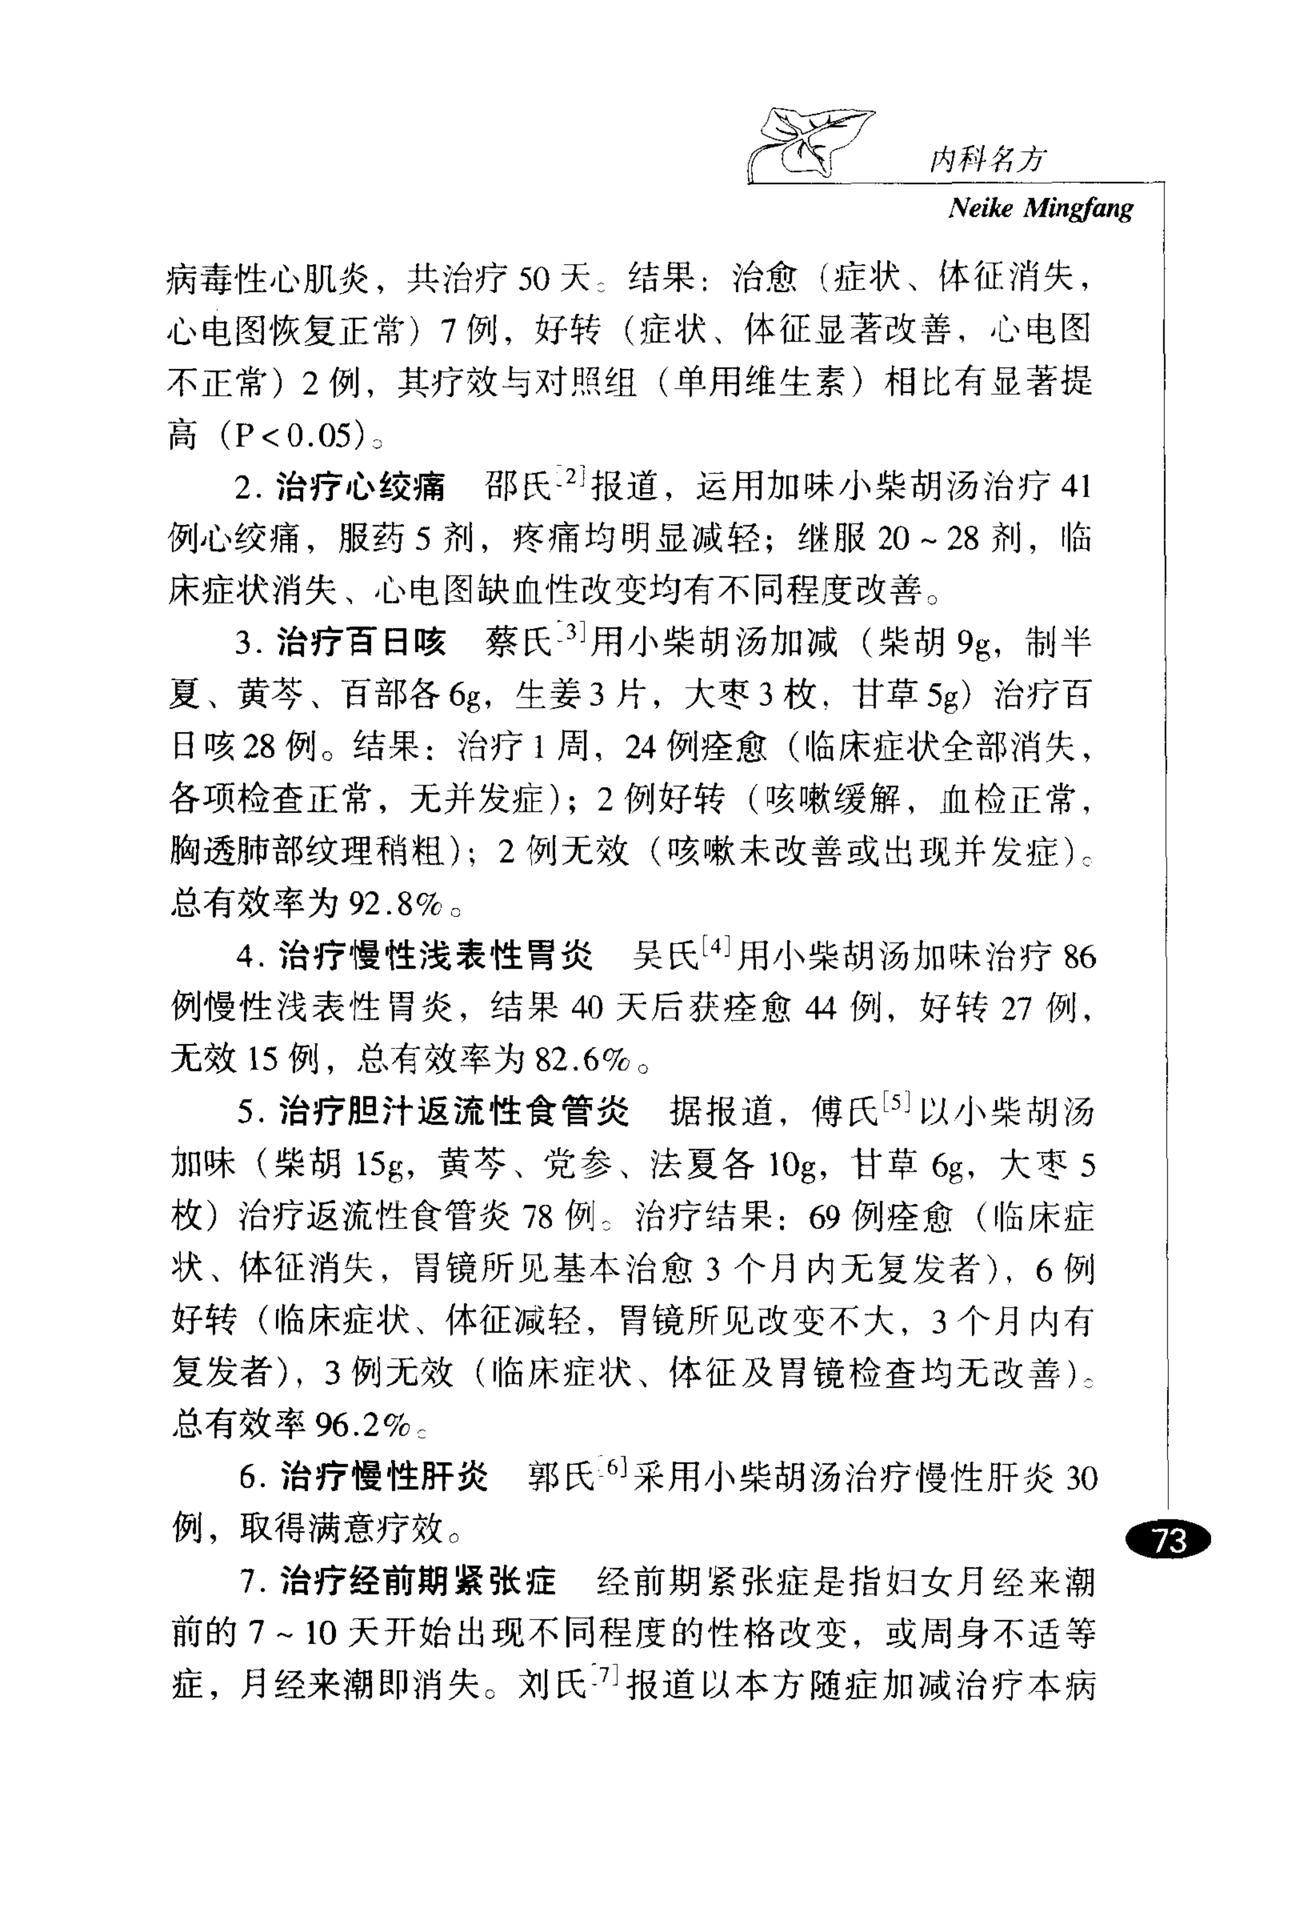 内科名方
Neike Mingfang
病毒性心肌炎，共治疗 50 天。结果：治愈（症状、体征消失，
心电图恢复正常）7 例，好转（症状、体征显著改善，心电图
不正常）2 例，其疗效与对照组（单用维生素）相比有显著提
高（P<0.05）。
2. 治疗心绞痛 邵氏[2]报道，运用加味小柴胡汤治疗 41
例心绞痛，服药 5 剂，疼痛均明显减轻；继服 20～28 剂，临
床症状消失、心电图缺血性改变均有不同程度改善。
3. 治疗百日咳 蔡氏[3]用小柴胡汤加减（柴胡 9g，制半
夏、黄芩、百部各 6g，生姜 3 片，大枣 3 枚，甘草 5g）治疗百
日咳 28 例。结果：治疗 1 周，24 例痊愈（临床症状全部消失，
各项检查正常，无并发症）；2 例好转（咳嗽缓解，血检正常，
胸透肺部纹理稍粗）；2 例无效（咳嗽未改善或出现并发症）。
总有效率为 92.8%。
4. 治疗慢性浅表性胃炎 吴氏[4]用小柴胡汤加味治疗 86
例慢性浅表性胃炎，结果 40 天后获痊愈 44 例，好转 27 例，
无效 15 例，总有效率为 82.6%。
5. 治疗胆汁返流性食管炎 据报道，傅氏[5]以小柴胡汤
加味（柴胡 15g，黄芩、党参、法夏各 10g，甘草 6g，大枣 5
枚）治疗返流性食管炎 78 例。治疗结果：69 例痊愈（临床症
状、体征消失，胃镜所见基本治愈 3 个月内无复发者），6 例
好转（临床症状、体征减轻，胃镜所见改变不大，3 个月内有
复发者），3 例无效（临床症状、体征及胃镜检查均无改善）。
总有效率 96.2%。
6. 治疗慢性肝炎 郭氏[6]采用小柴胡汤治疗慢性肝炎 30
例，取得满意疗效。
73
7. 治疗经前期紧张症 经前期紧张症是指妇女月经来潮
前的 7～10 天开始出现不同程度的性格改变，或周身不适等
症，月经来潮即消失。刘氏[7]报道以本方随症加减治疗本病